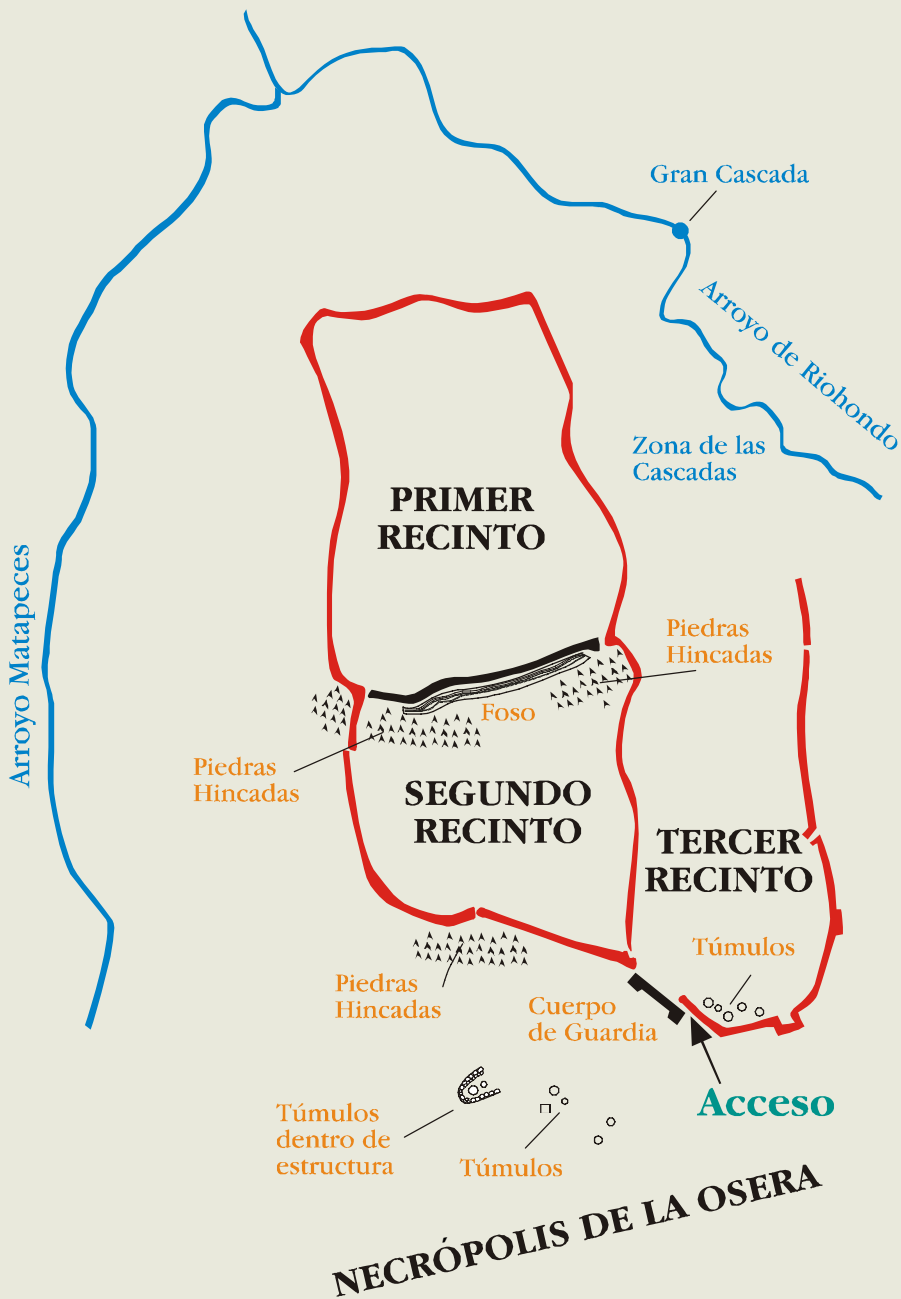 Gran Cascada
Arroyo de Riohondo
Zona de las
Cascadas
PRIMER
RECINTO
Arroyo Matapeces
Piedras
Hincadas
Foso
Piedras
Hincadas
SEGUNDO
RECINTO
TERCER
RECINTO
Túmulos
Piedras
Hincadas
Cuerpo
de Guardia
Acceso
Túmulos
dentro de
estructura
Túmulos
NECRÓPOLIS DE LA OSERA